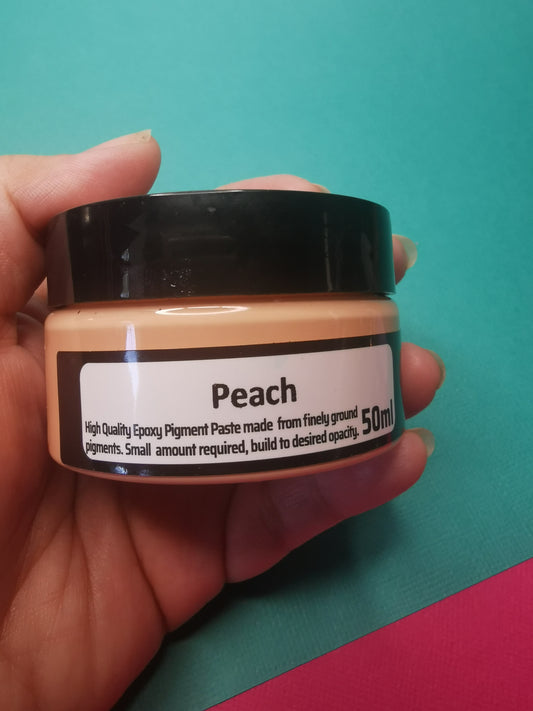 Peach
High Quality Epoxy Pigment Paste made from finely ground
pigments. Small amount required, build to desired opacity.
50ml